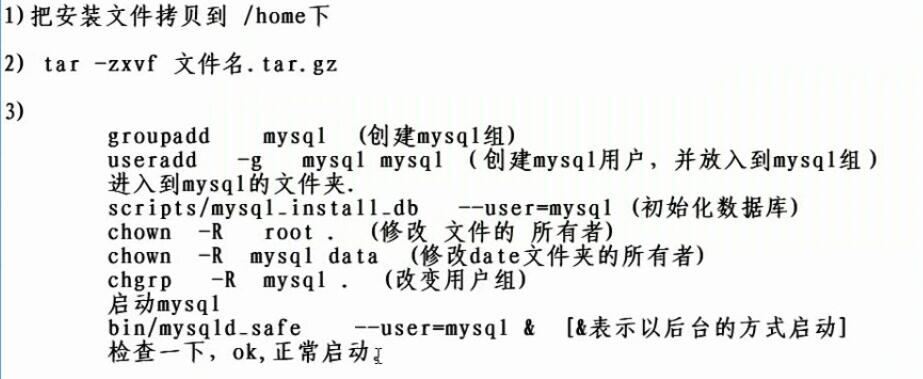 1)把安装文件拷贝到 /home下
2) tar -zxvf 文件名.tar.gz
3)
groupadd mysql (创建mysql组)
useradd -g mysql mysql (创建mysql用户,并放入到mysql组)
进入到mysql的文件夹.
scripts/mysql_install_db --user=mysql (初始化数据库)
chown -R root . (修改 文件的 所有者)
chown -R mysql data (修改date文件夹的所有者)
chgrp -R mysql . (改变用户组)
启动mysql
bin/mysqld_safe --user=mysql & [&表示以后台的方式启动]
检查一下, ok,正常启动.